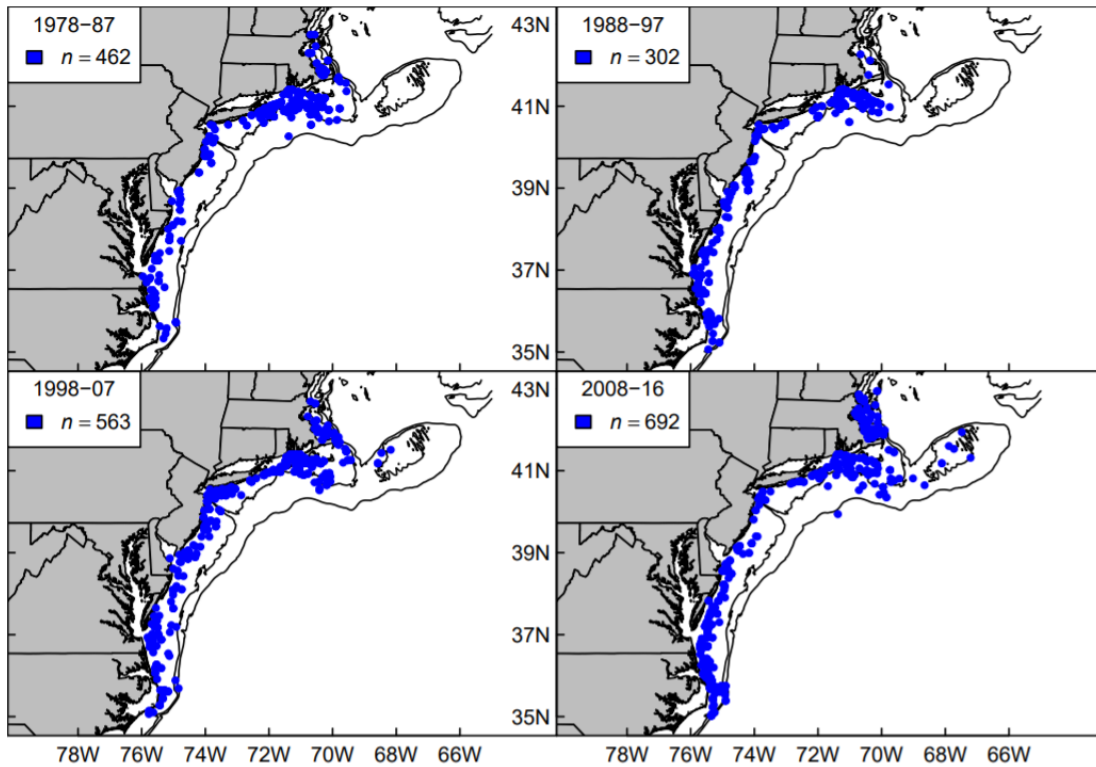 1978−87
n = 462
1988−97
n = 302
43N
41N
39N
37N
35N
1998−07
n = 563
2008−16
n = 692
43N
41N
39N
37N
35N
78W 76W 74W 72W 70W 68W 66W
78W 76W 74W 72W 70W 68W 66W